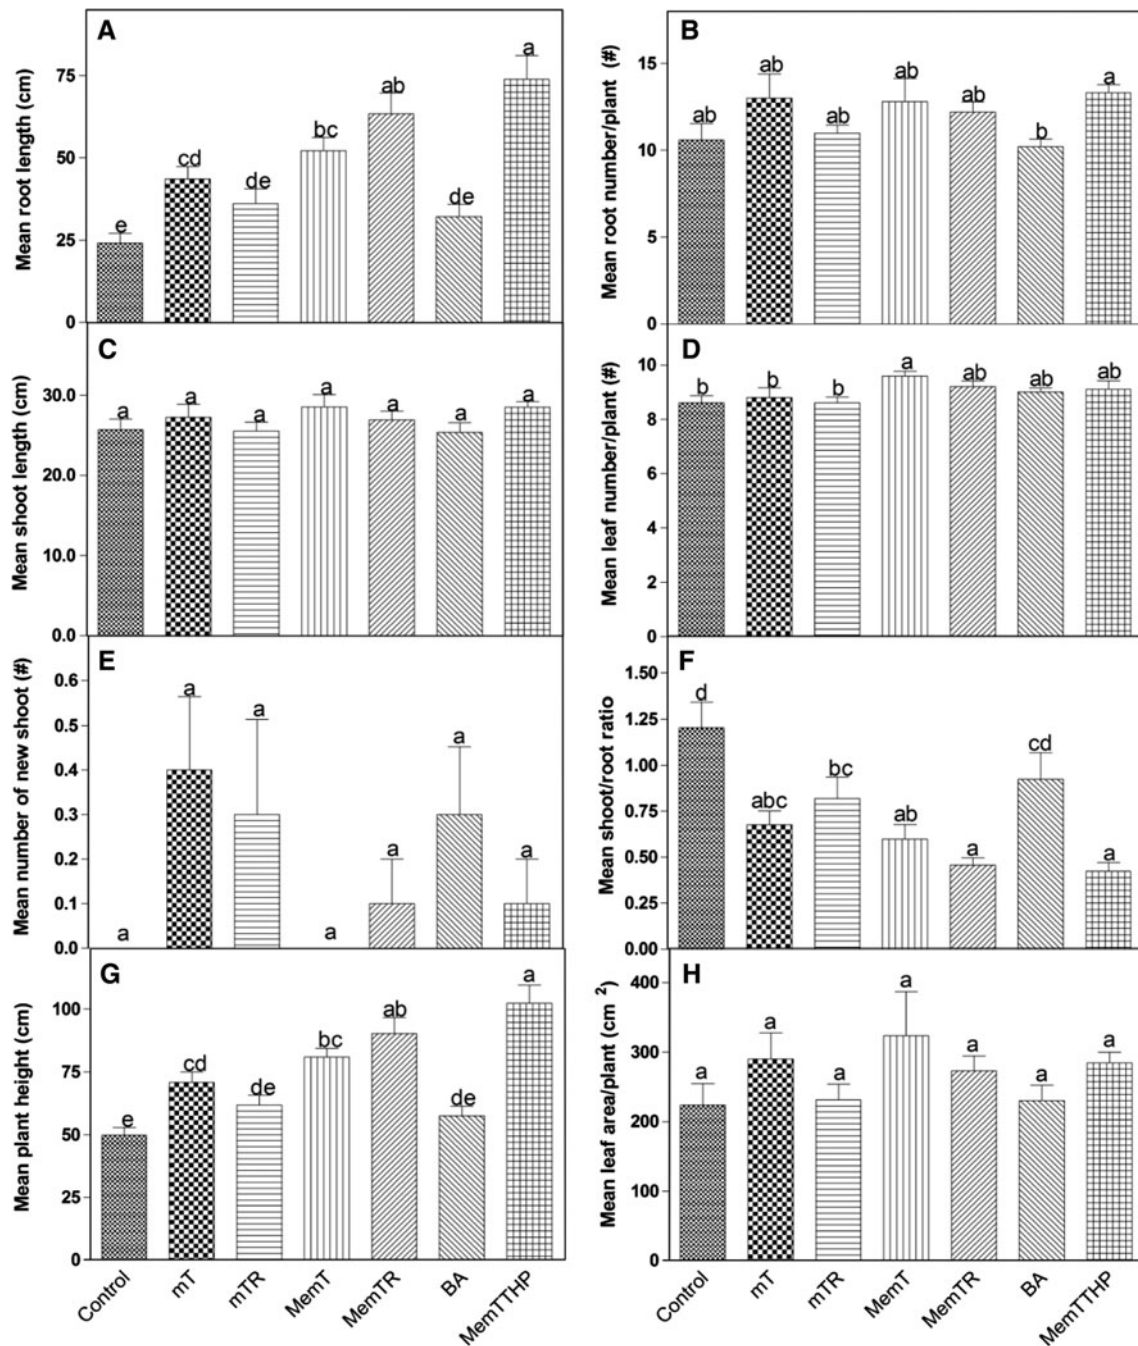 A
Mean root length (cm)
75
50
25
0
e
cd
de
bc
ab
de
a
B
Mean root number/plant (#)
15
10
5
0
ab
ab
ab
ab
ab
b
a
C
Mean shoot length (cm)
30.0
20.0
10.0
0.0
a
a
a
a
a
a
a
D
Mean leaf number/plant (#)
10
8
6
4
2
0
b
b
b
a
ab
ab
ab
E
Mean number of new shoot (#)
0.6
0.5
0.4
0.3
0.2
0.1
0.0
a
a
a
a
a
a
a
F
Mean shoot/root ratio
1.50
1.25
1.00
0.75
0.50
0.25
0.00
d
abc
bc
ab
a
cd
a
G
Mean plant height (cm)
100
75
50
25
0
e
cd
de
bc
ab
de
a
Control
mT
mTR
MemT
MemTR
BA
MemTTHP
H
Mean leaf area/plant (cm ²)
400
300
200
100
0
a
a
a
a
a
a
a
Control
mT
mTR
MemT
MemTR
BA
MemTTHP